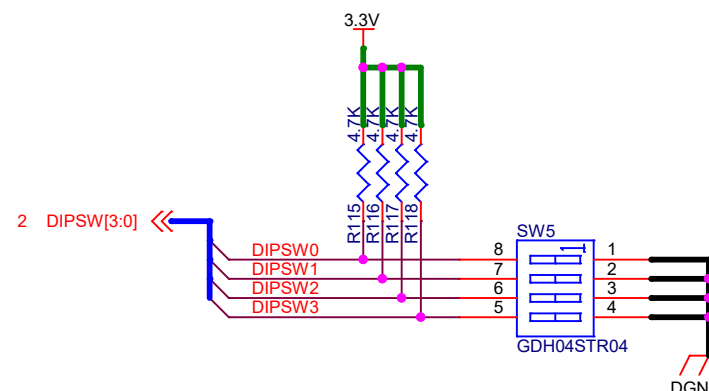 3.3V
4.7K
4.7K
4.7K
4.7K
R115
R116
R117
R118
2 DIPSW[3:0]
DIPSW0
DIPSW1
DIPSW2
DIPSW3
SW5
8 1 1
7 2
6 3
5 4
GDH04STR04
DGN